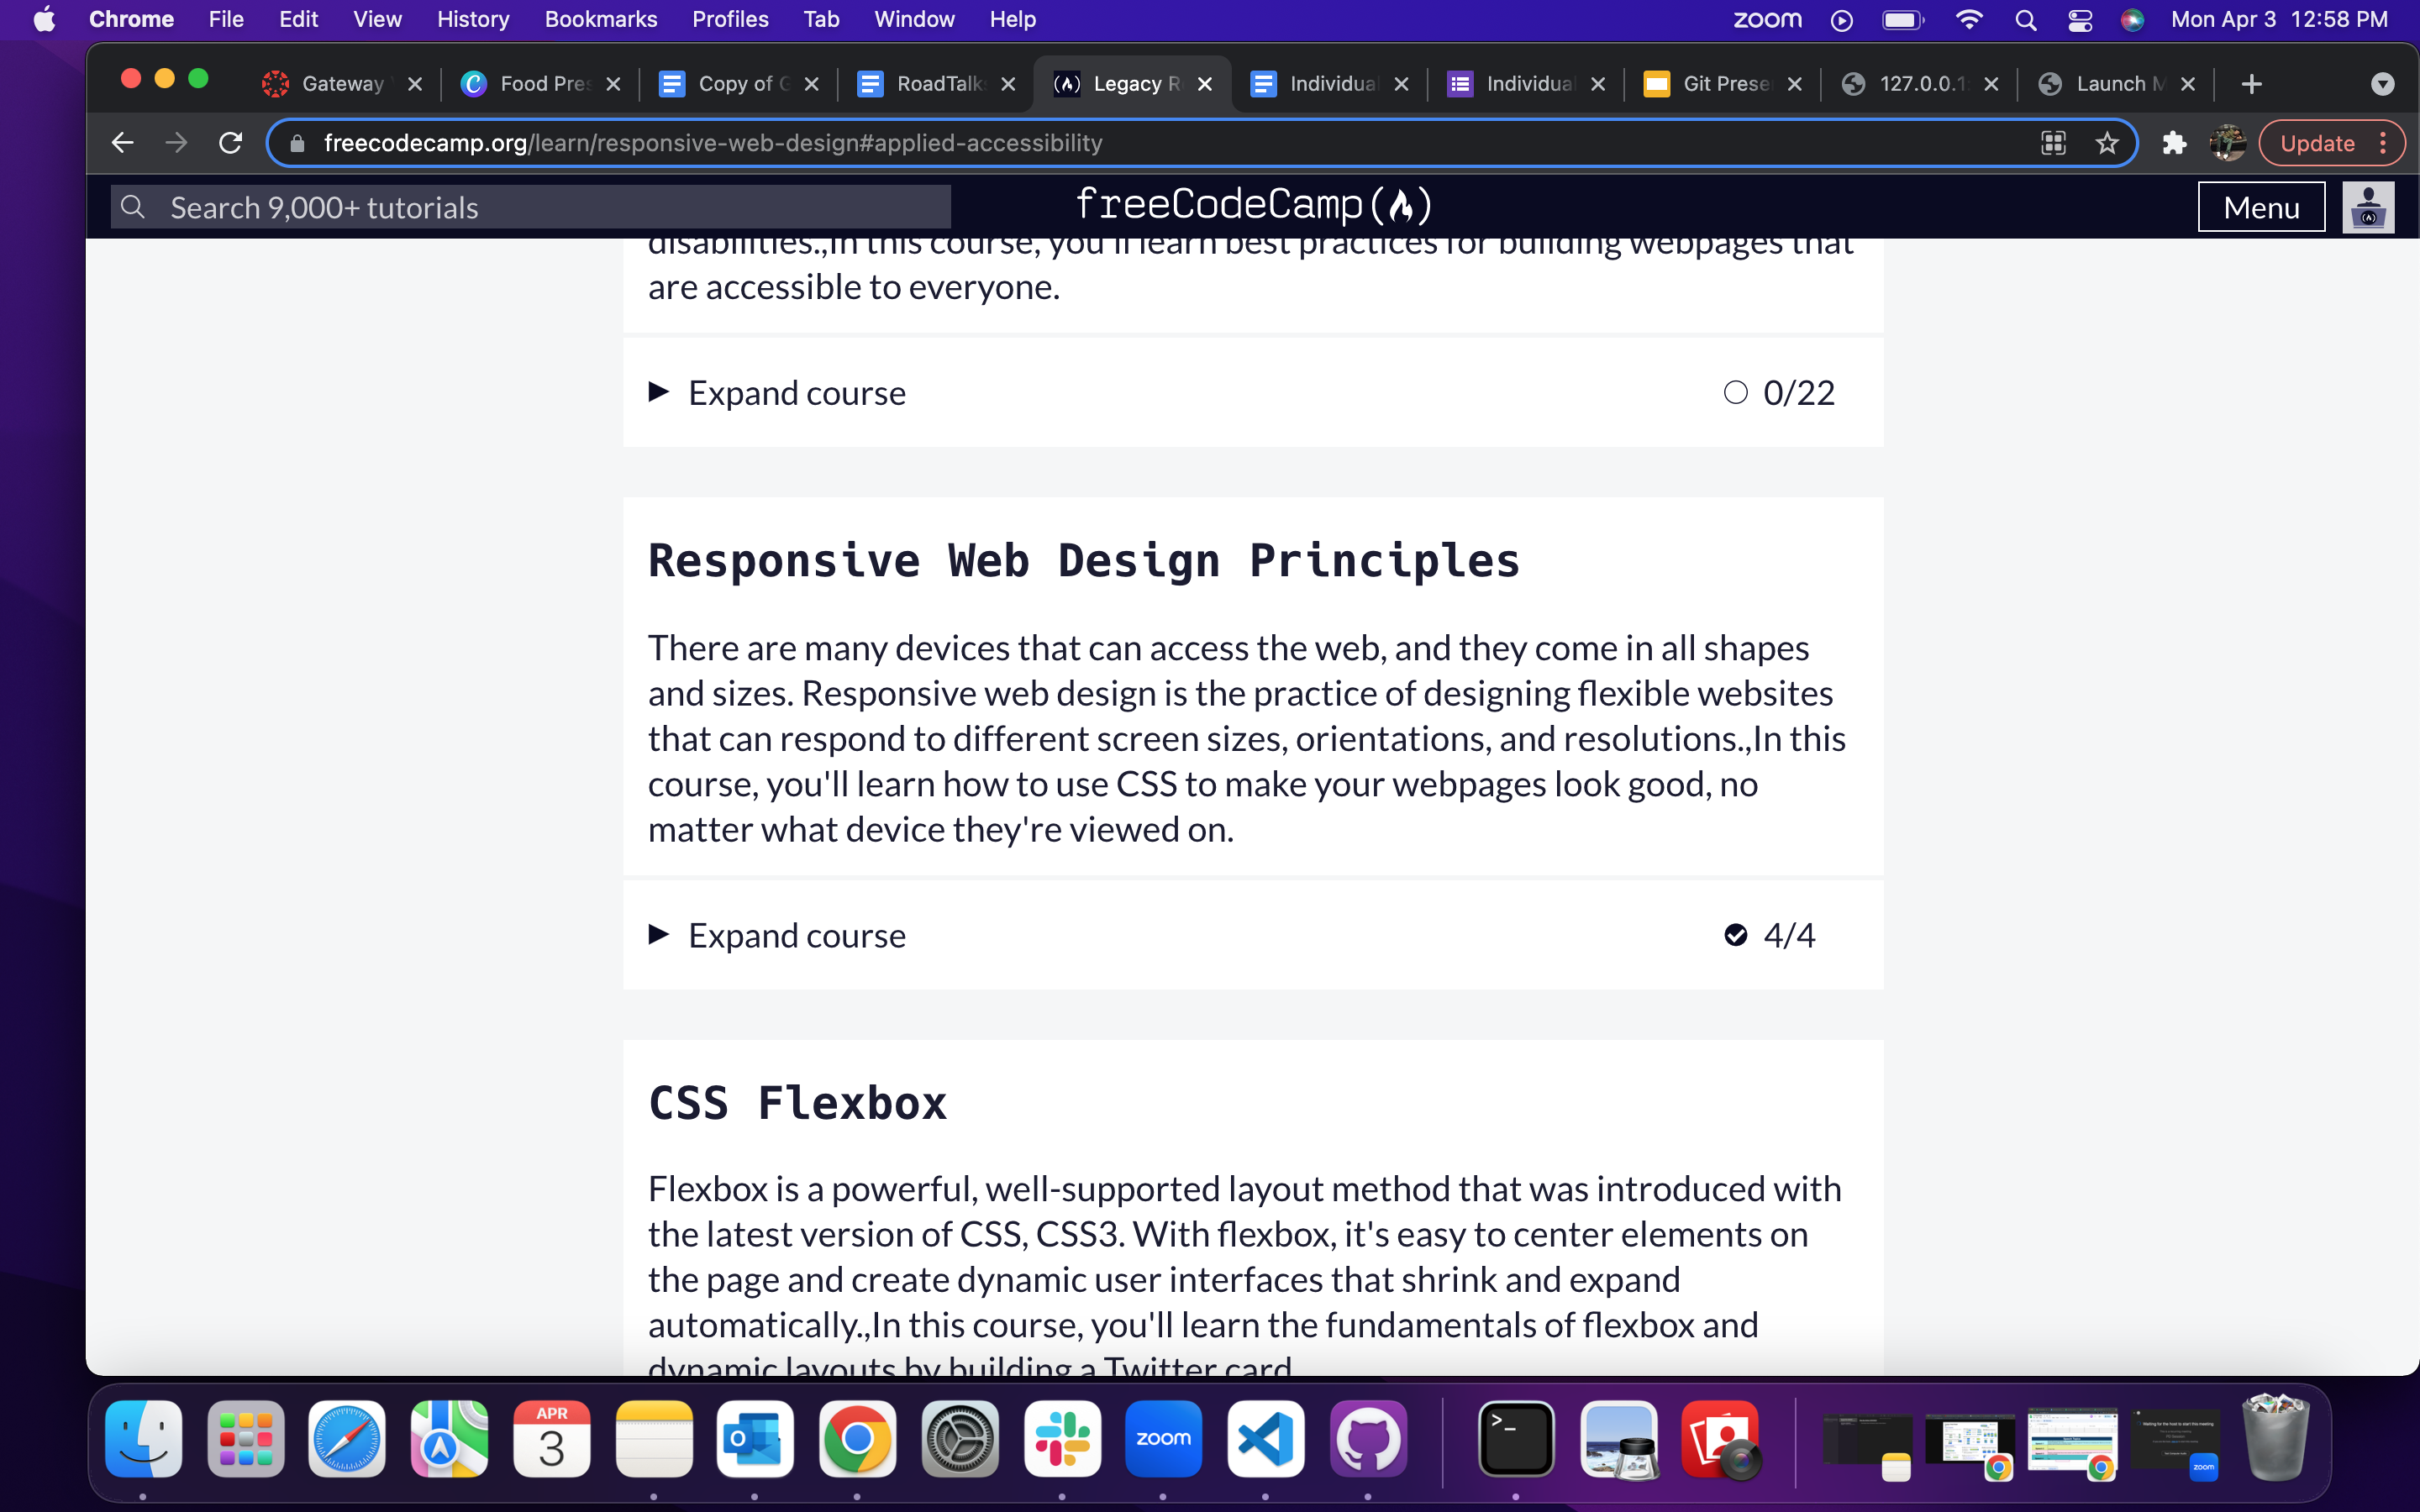 Chrome File Edit View History Bookmarks Profiles Tab Window Help zoom Mon Apr 3 12:58 PM
Gateway Food Pres Copy of G RoadTalk Legacy R Individual Individual Git Prese 127.0.0.1 Launch M
freecodecamp.org/learn/responsive-web-design#applied-accessibility Update
Search 9,000+ tutorials freeCodeCamp Menu
disabilities.,In this course, you'll learn best practices for building webpages that
are accessible to everyone.
Expand course 0/22
Responsive Web Design Principles
There are many devices that can access the web, and they come in all shapes
and sizes. Responsive web design is the practice of designing flexible websites
that can respond to different screen sizes, orientations, and resolutions.,In this
course, you'll learn how to use CSS to make your webpages look good, no
matter what device they're viewed on.
Expand course 4/4
CSS Flexbox
Flexbox is a powerful, well-supported layout method that was introduced with
the latest version of CSS, CSS3. With flexbox, it's easy to center elements on
the page and create dynamic user interfaces that shrink and expand
automatically.,In this course, you'll learn the fundamentals of flexbox and
dynamic layouts by building a Twitter card.
APR
3
zoom
zoom